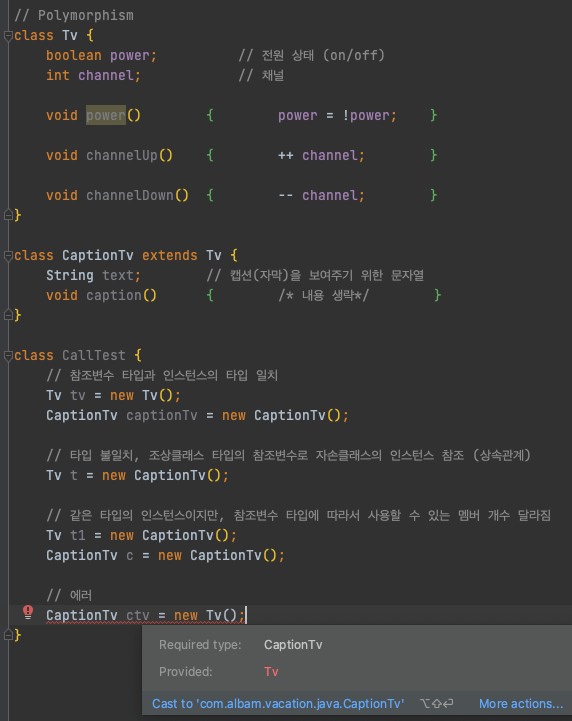 // Polymorphism
class Tv {
boolean power; // 전원 상태 (on/off)
int channel; // 채널
void power() { power = !power; }
void channelUp() { ++ channel; }
void channelDown() { -- channel; }
}
class CaptionTv extends Tv {
String text; // 캡션(자막)을 보여주기 위한 문자열
void caption() { /* 내용 생략*/ }
}
class CallTest {
// 참조변수 타입과 인스턴스의 타입 일치
Tv tv = new Tv();
CaptionTv captionTv = new CaptionTv();
// 타입 불일치, 조상클래스 타입의 참조변수로 자손클래스의 인스턴스 참조 (상속관계)
Tv t = new CaptionTv();
// 같은 타입의 인스턴스이지만, 참조변수 타입에 따라서 사용할 수 있는 멤버 개수 달라짐
Tv t1 = new CaptionTv();
CaptionTv c = new CaptionTv();
// 에러
CaptionTv ctv = new Tv();
}
Required type: CaptionTv
Provided: Tv
Cast to 'com.albam.vacation.java.CaptionTv' ⌥⇧⏎ More actions...